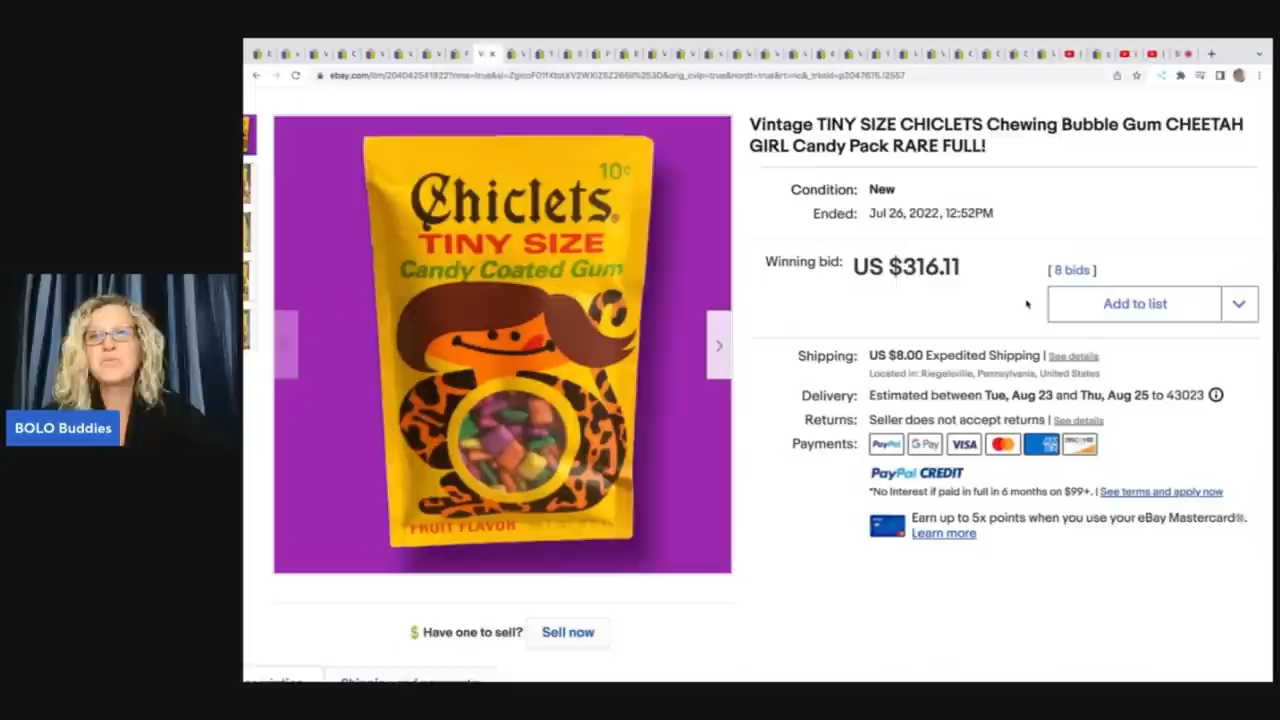 Vintage TINY SIZE CHICLETS Chewing Bubble Gum CHEETAH
GIRL Candy Pack RARE FULL!
Condition: New
Ended: Jul 26, 2022, 12:52PM
Winning bid: US $316.11
[ 8 bids ]
Add to list
Shipping: US $8.00 Expedited Shipping | See details
Located in: Riegelsville, Pennsylvania, United States
Delivery: Estimated between Tue, Aug 23 and Thu, Aug 25 to 43023
Returns: Seller does not accept returns | See details
Payments: PayPal G Pay VISA DISCOVER
PayPal CREDIT
*No Interest if paid in full in 6 months on $99+. | See terms and apply now
Earn up to 5x points when you use your eBay Mastercard®.
Learn more
10¢
Chiclets®
TINY SIZE
Candy Coated Gum
FRUIT FLAVOR
$ Have one to sell? Sell now
BOLO Buddies